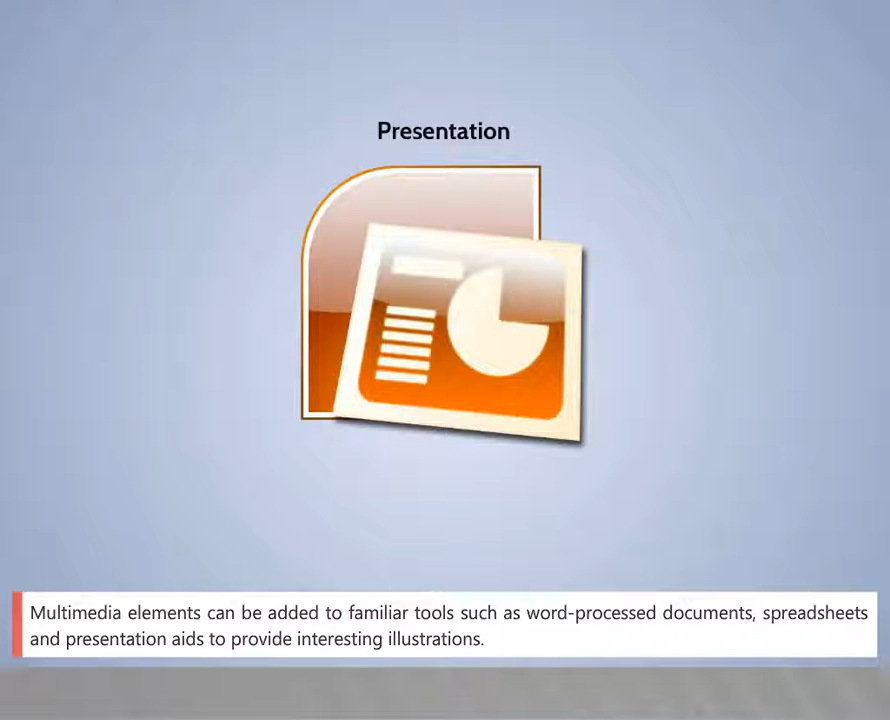 Presentation
Multimedia elements can be added to familiar tools such as word-processed documents, spreadsheets
and presentation aids to provide interesting illustrations.